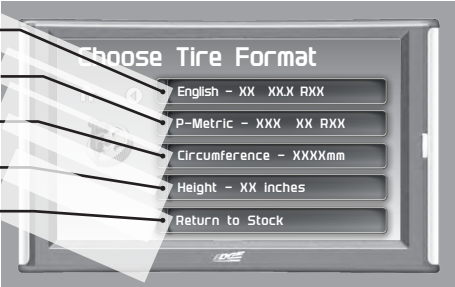 Choose Tire Format
English - XX XX.X RXX
P-Metric - XXX XX RXX
Circumference - XXXXmm
Height - XX inches
Return to Stock
EDGE